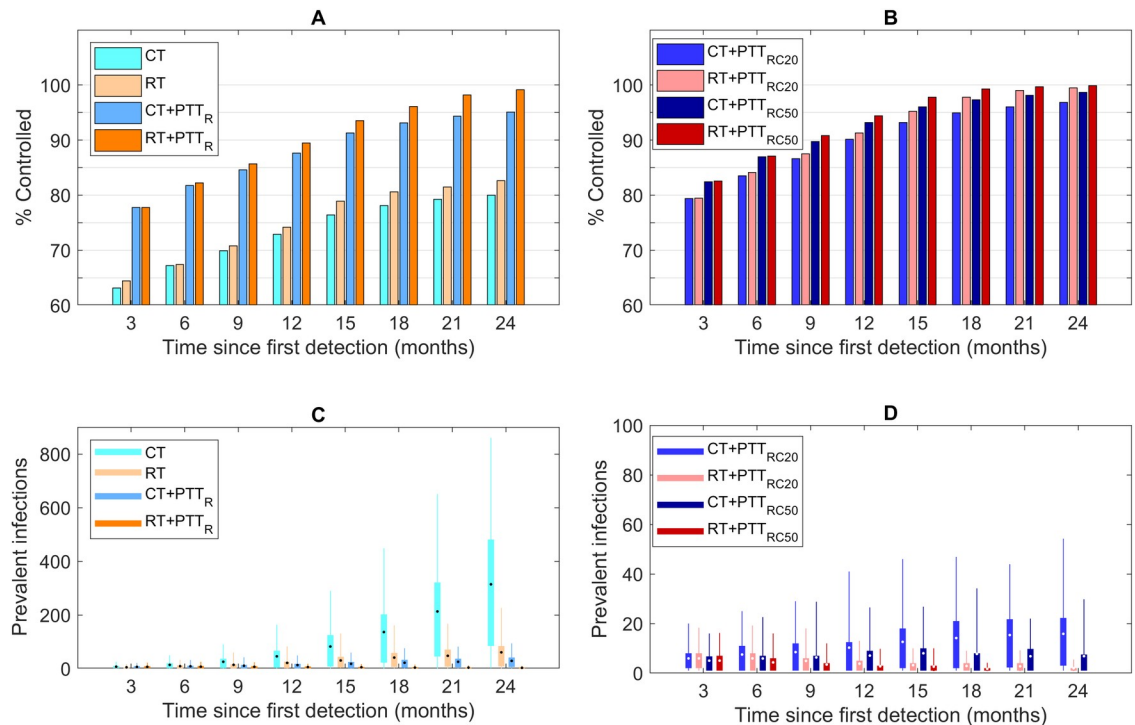 A
CT
RT
CT+PTT_R
RT+PTT_R
% Controlled
100
90
80
70
60
3 6 9 12 15 18 21 24
Time since first detection (months)
B
CT+PTT_RC20
RT+PTT_RC20
CT+PTT_RC50
RT+PTT_RC50
% Controlled
100
90
80
70
60
3 6 9 12 15 18 21 24
Time since first detection (months)
C
CT
RT
CT+PTT_R
RT+PTT_R
Prevalent infections
800
600
400
200
0
3 6 9 12 15 18 21 24
Time since first detection (months)
D
CT+PTT_RC20
RT+PTT_RC20
CT+PTT_RC50
RT+PTT_RC50
Prevalent infections
100
80
60
40
20
0
3 6 9 12 15 18 21 24
Time since first detection (months)